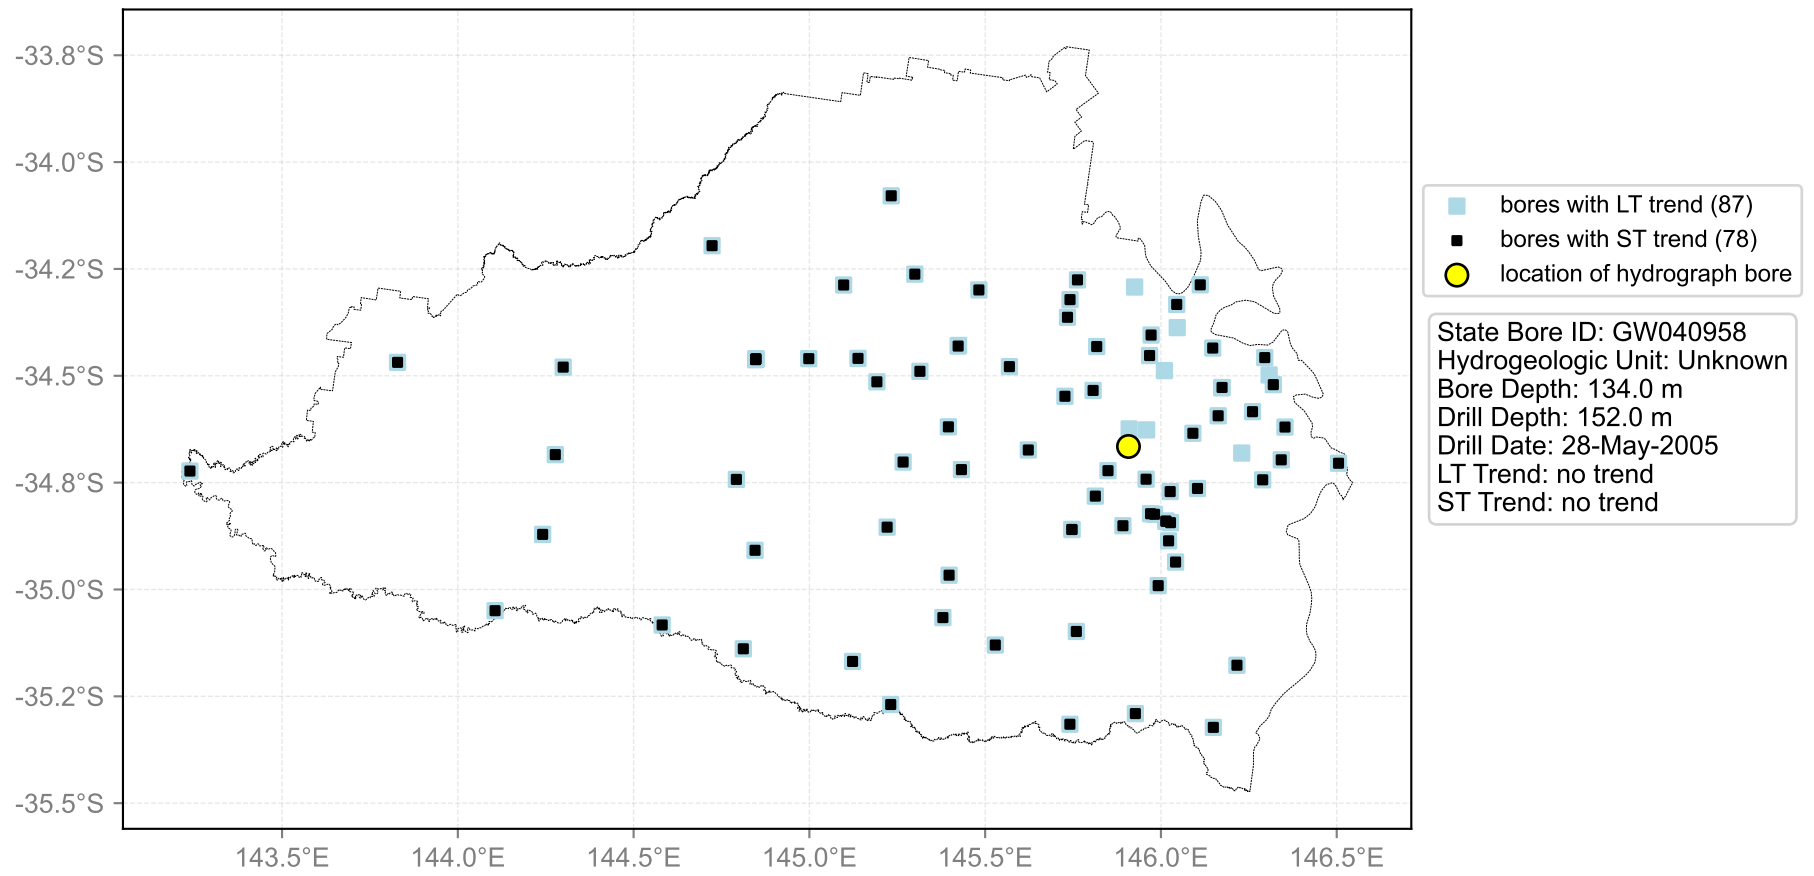 -33.8°S
-34.0°S
-34.2°S
-34.5°S
-34.8°S
-35.0°S
-35.2°S
-35.5°S
143.5°E
144.0°E
144.5°E
145.0°E
145.5°E
146.0°E
146.5°E
bores with LT trend (87)
bores with ST trend (78)
location of hydrograph bore
State Bore ID: GW040958
Hydrogeologic Unit: Unknown
Bore Depth: 134.0 m
Drill Depth: 152.0 m
Drill Date: 28-May-2005
LT Trend: no trend
ST Trend: no trend